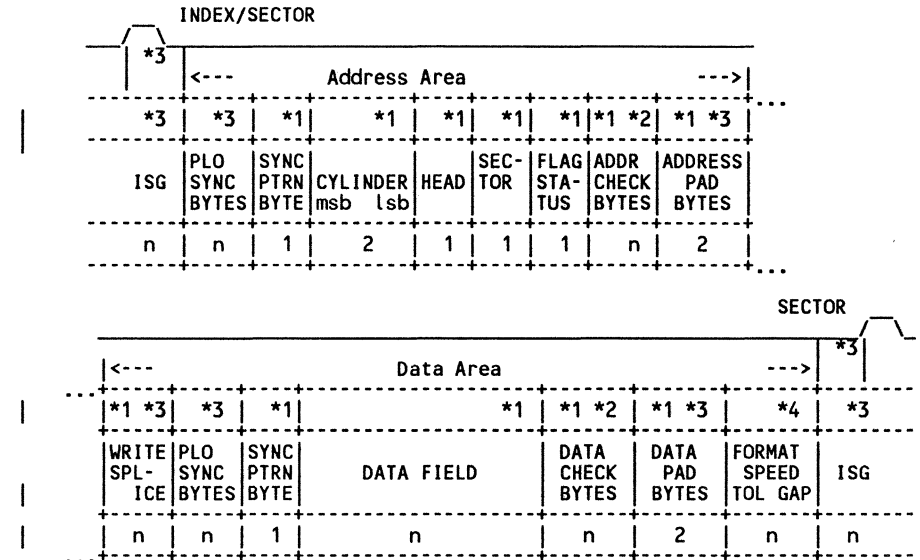 INDEX/SECTOR
*3
<--- Address Area --->
*3 *3 *1 *1 *1 *1 *1 *1 *2 *1 *3
PLO SYNC SEC- FLAG ADDR ADDRESS
ISG SYNC PTRN CYLINDER HEAD TOR STA- CHECK PAD
BYTES BYTE msb lsb TUS BYTES BYTES
n n 1 2 1 1 1 n 2
SECTOR
*3
<--- Data Area --->
*1 *3 *3 *1 *1 *1 *2 *1 *3 *4 *3
WRITE PLO SYNC DATA DATA FORMAT
SPL- SYNC PTRN DATA FIELD CHECK PAD SPEED ISG
ICE BYTES BYTE BYTES BYTES TOL GAP
n n 1 n n 2 n n